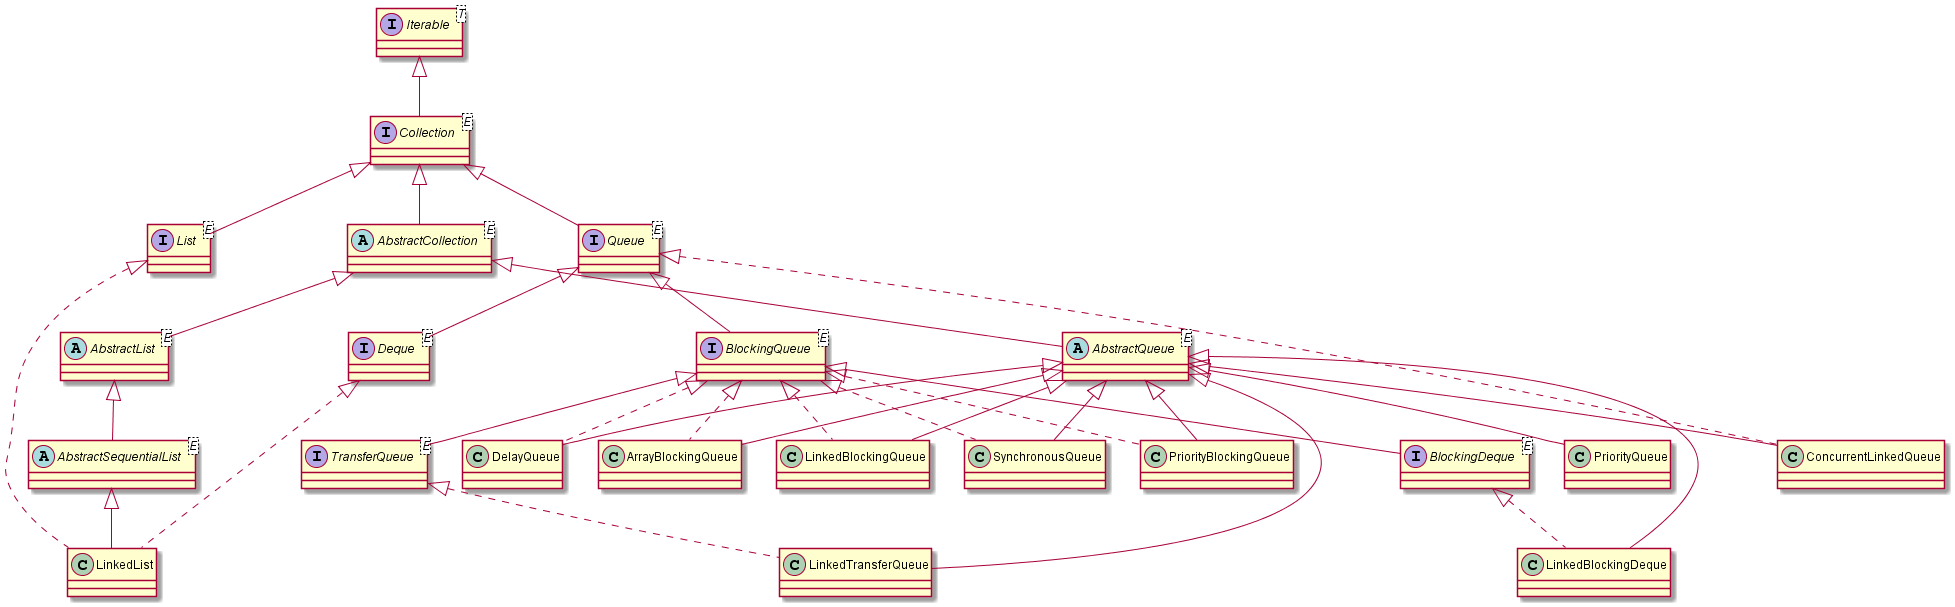 I Iterable T
I Collection E
I List E
A AbstractCollection E
I Queue E
A AbstractList E
I Deque E
I BlockingQueue E
A AbstractQueue E
A AbstractSequentialList E
I TransferQueue E
C DelayQueue
C ArrayBlockingQueue
C LinkedBlockingQueue
C SynchronousQueue
C PriorityBlockingQueue
I BlockingDeque E
C PriorityQueue
C ConcurrentLinkedQueue
C LinkedList
C LinkedTransferQueue
C LinkedBlockingDeque